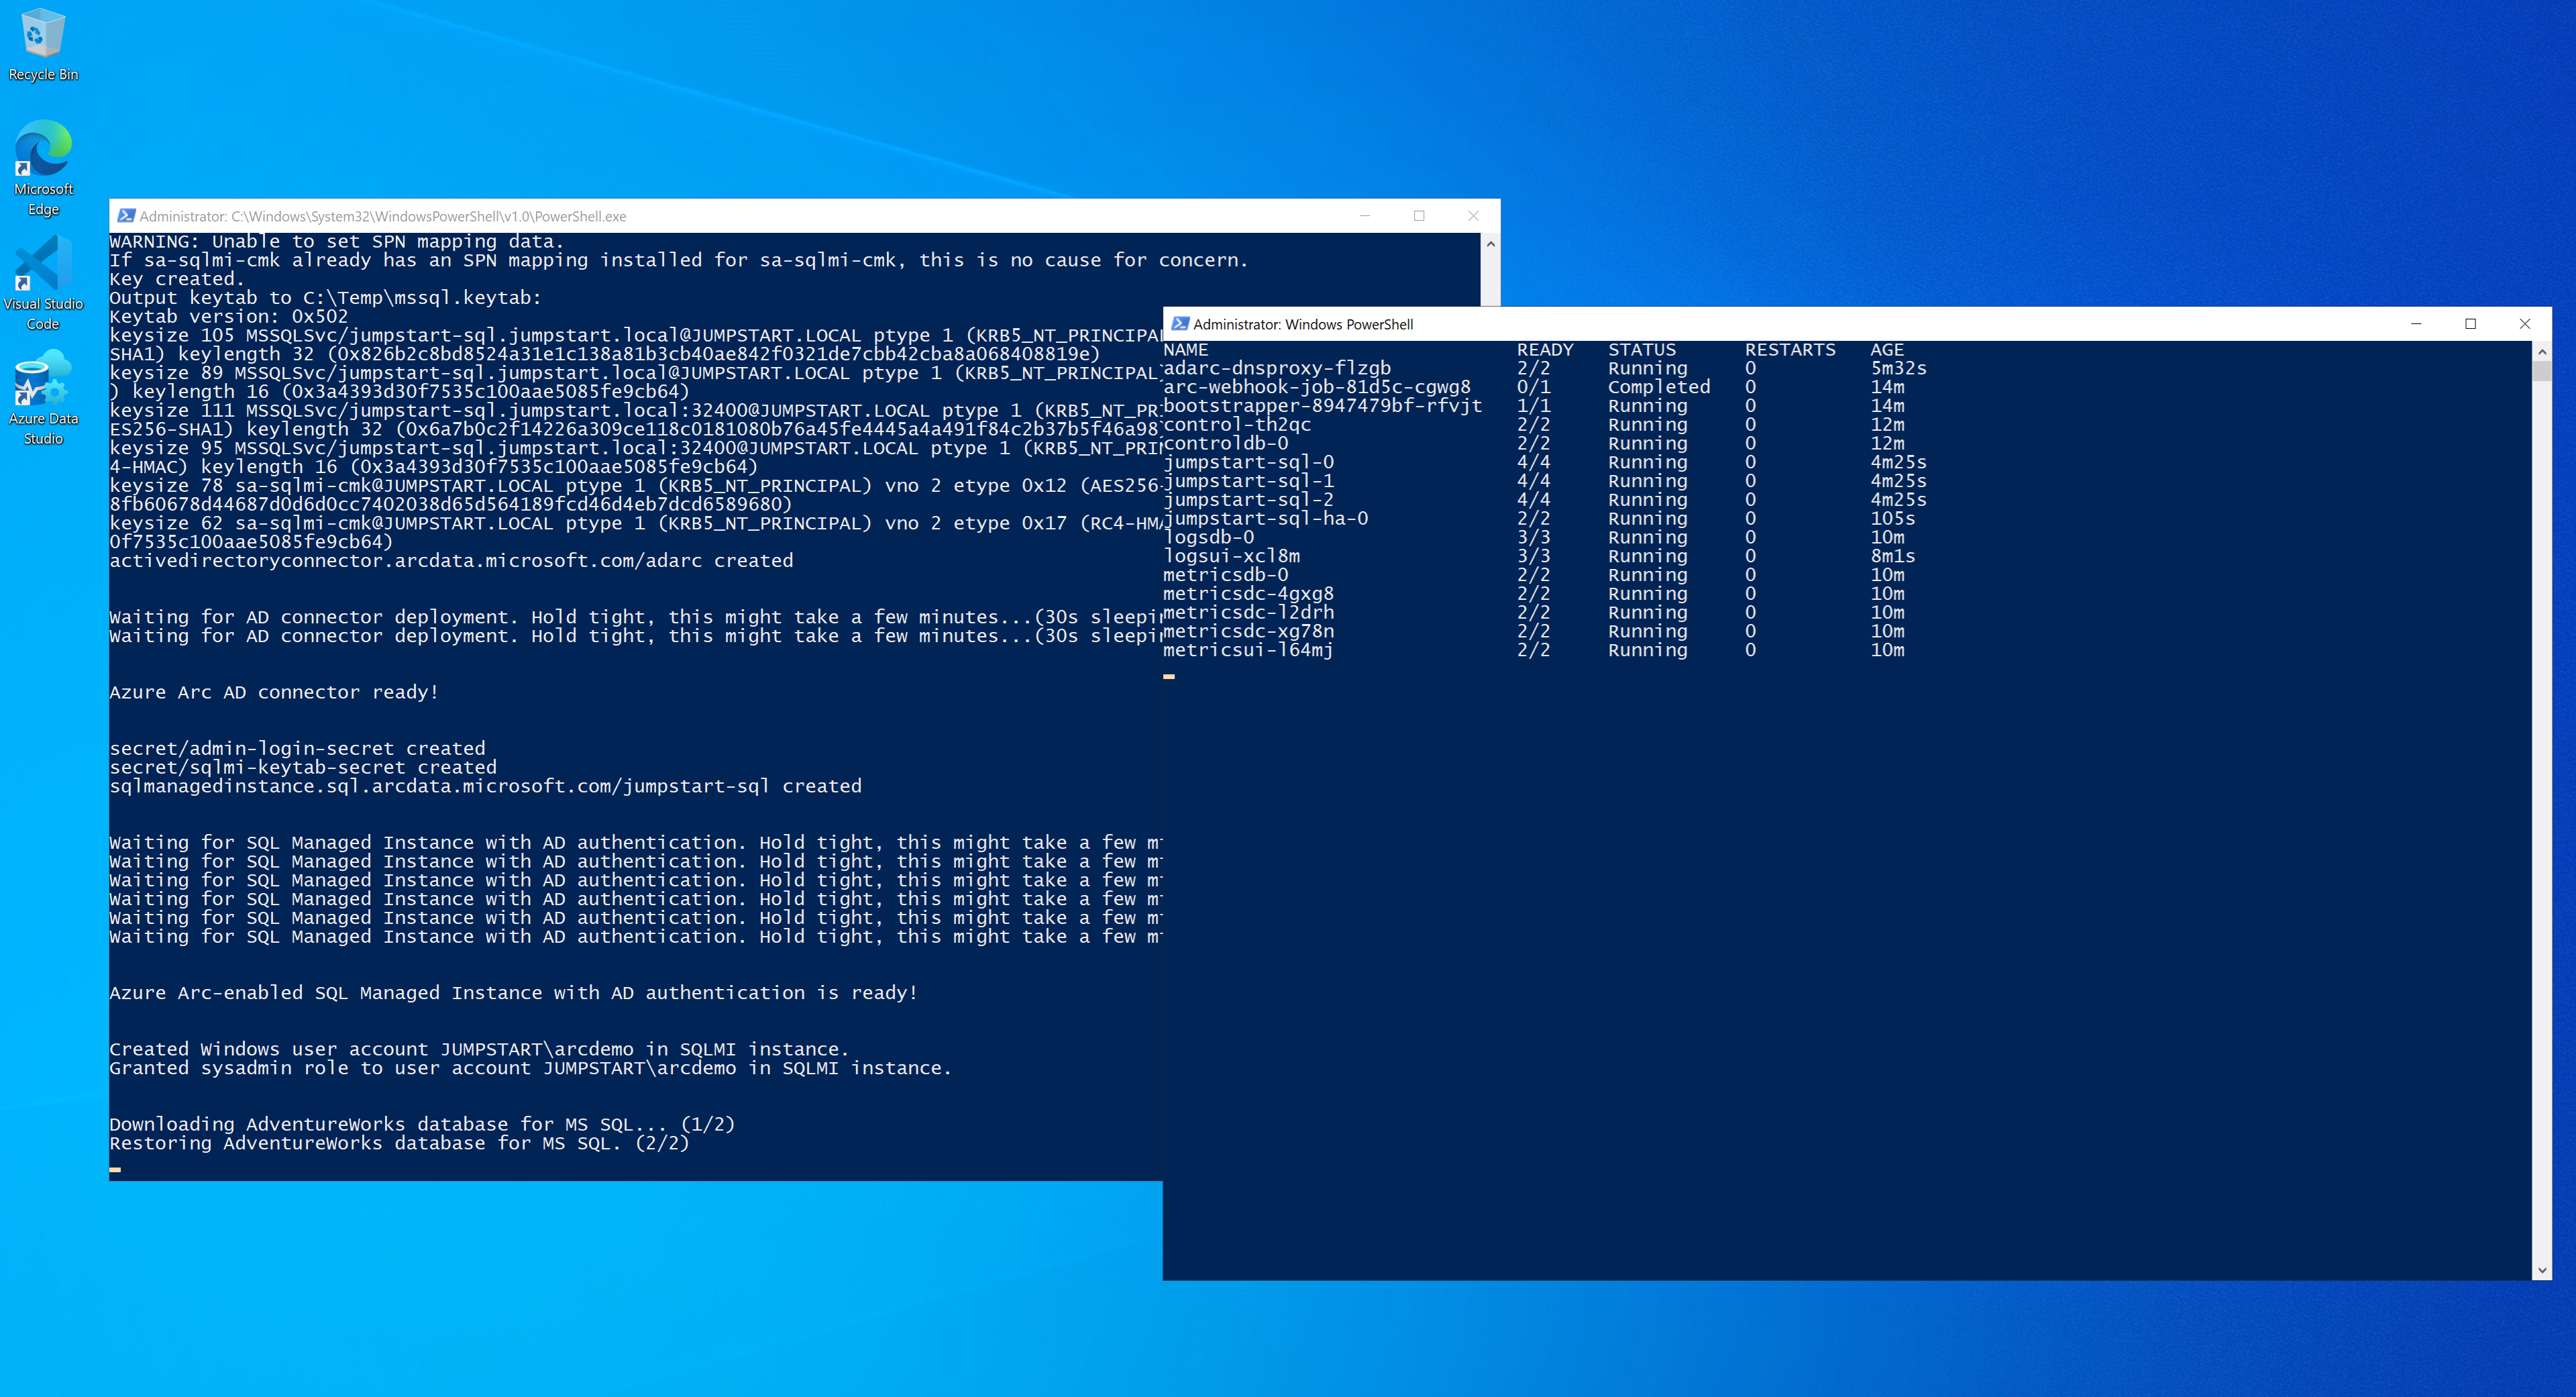 Recycle Bin
Microsoft
Edge
Visual Studio
Code
Azure Data
Studio
Administrator: C:\Windows\System32\WindowsPowerShell\v1.0\PowerShell.exe
WARNING: Unable to set SPN mapping data.
If sa-sqlmi-cmk already has an SPN mapping installed for sa-sqlmi-cmk, this is no cause for concern.
Key created.
Output keytab to C:\Temp\mssql.keytab:
Keytab version: 0x502
keysize 105 MSSQLSvc/jumpstart-sql.jumpstart.local@JUMPSTART.LOCAL ptype 1 (KRB5_NT_PRINCIPAL
SHA1) keylength 32 (0x826b2c8bd8524a31e1c138a81b3cb40ae842f0321de7cbb42cba8a068408819e)
keysize 89 MSSQLSvc/jumpstart-sql.jumpstart.local@JUMPSTART.LOCAL ptype 1 (KRB5_NT_PRINCIPAL
) keylength 16 (0x3a4393d30f7535c100aae5085fe9cb64)
keysize 111 MSSQLSvc/jumpstart-sql.jumpstart.local:32400@JUMPSTART.LOCAL ptype 1 (KRB5_NT_PR
ES256-SHA1) keylength 32 (0x6a7b0c2f14226a309ce118c0181080b76a45fe4445a4a491f84c2b37b5f46a98
keysize 95 MSSQLSvc/jumpstart-sql.jumpstart.local:32400@JUMPSTART.LOCAL ptype 1 (KRB5_NT_PRI
4-HMAC) keylength 16 (0x3a4393d30f7535c100aae5085fe9cb64)
keysize 78 sa-sqlmi-cmk@JUMPSTART.LOCAL ptype 1 (KRB5_NT_PRINCIPAL) vno 2 etype 0x12 (AES256-
8fb60678d44687d0d6d0cc7402038d65d564189fcd46d4eb7dcd6589680)
keysize 62 sa-sqlmi-cmk@JUMPSTART.LOCAL ptype 1 (KRB5_NT_PRINCIPAL) vno 2 etype 0x17 (RC4-HM
0f7535c100aae5085fe9cb64)
activedirectoryconnector.arcdata.microsoft.com/adarc created
Waiting for AD connector deployment. Hold tight, this might take a few minutes...(30s sleepi
Waiting for AD connector deployment. Hold tight, this might take a few minutes...(30s sleepi
Azure Arc AD connector ready!
secret/admin-login-secret created
secret/sqlmi-keytab-secret created
sqlmanagedinstance.sql.arcdata.microsoft.com/jumpstart-sql created
Waiting for SQL Managed Instance with AD authentication. Hold tight, this might take a few m
Waiting for SQL Managed Instance with AD authentication. Hold tight, this might take a few m
Waiting for SQL Managed Instance with AD authentication. Hold tight, this might take a few m
Waiting for SQL Managed Instance with AD authentication. Hold tight, this might take a few m
Waiting for SQL Managed Instance with AD authentication. Hold tight, this might take a few m
Waiting for SQL Managed Instance with AD authentication. Hold tight, this might take a few m
Azure Arc-enabled SQL Managed Instance with AD authentication is ready!
Created Windows user account JUMPSTART\arcdemo in SQLMI instance.
Granted sysadmin role to user account JUMPSTART\arcdemo in SQLMI instance.
Downloading AdventureWorks database for MS SQL... (1/2)
Restoring AdventureWorks database for MS SQL. (2/2)
Administrator: Windows PowerShell
NAME READY STATUS RESTARTS AGE
adarc-dnsproxy-flzgb 2/2 Running 0 5m32s
arc-webhook-job-81d5c-cgwg8 0/1 Completed 0 14m
bootstrapper-8947479bf-rfvjt 1/1 Running 0 14m
control-th2qc 2/2 Running 0 12m
controldb-0 2/2 Running 0 12m
jumpstart-sql-0 4/4 Running 0 4m25s
jumpstart-sql-1 4/4 Running 0 4m25s
jumpstart-sql-2 4/4 Running 0 4m25s
jumpstart-sql-ha-0 2/2 Running 0 105s
logsdb-0 3/3 Running 0 10m
logsui-xcl8m 3/3 Running 0 8m1s
metricsdb-0 2/2 Running 0 10m
metricsdc-4gxg8 2/2 Running 0 10m
metricsdc-l2drh 2/2 Running 0 10m
metricsdc-xg78n 2/2 Running 0 10m
metricsui-l64mj 2/2 Running 0 10m